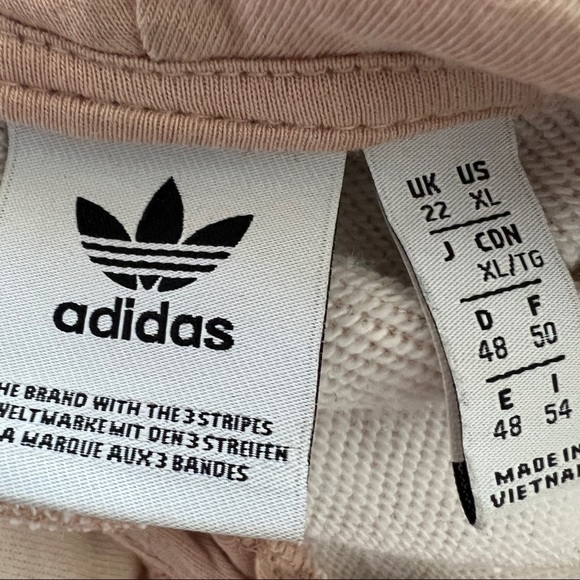 adidas
THE BRAND WITH THE 3 STRIPES
WELTMARKE MIT DEN 3 STREIFEN
LA MARQUE AUX 3 BANDES
UK US
22 XL
J CDN
XL/TG
D F
48 50
E I
48 54
MADE IN
VIETNAM